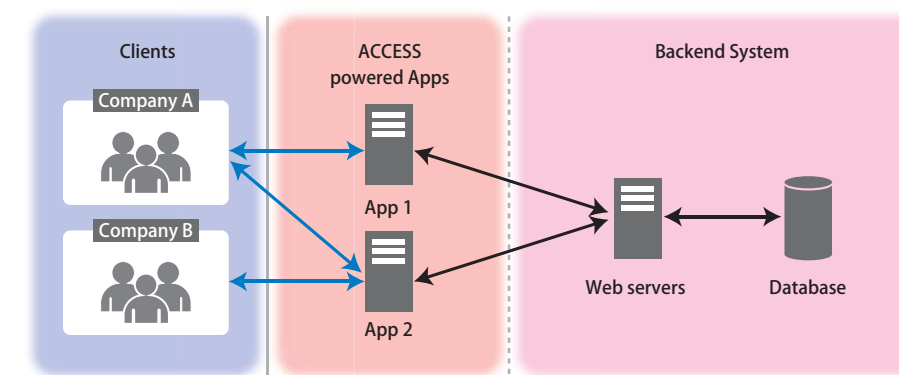 Clients
ACCESS
powered Apps
Backend System
Company A
App 1
Company B
App 2
Web servers
Database